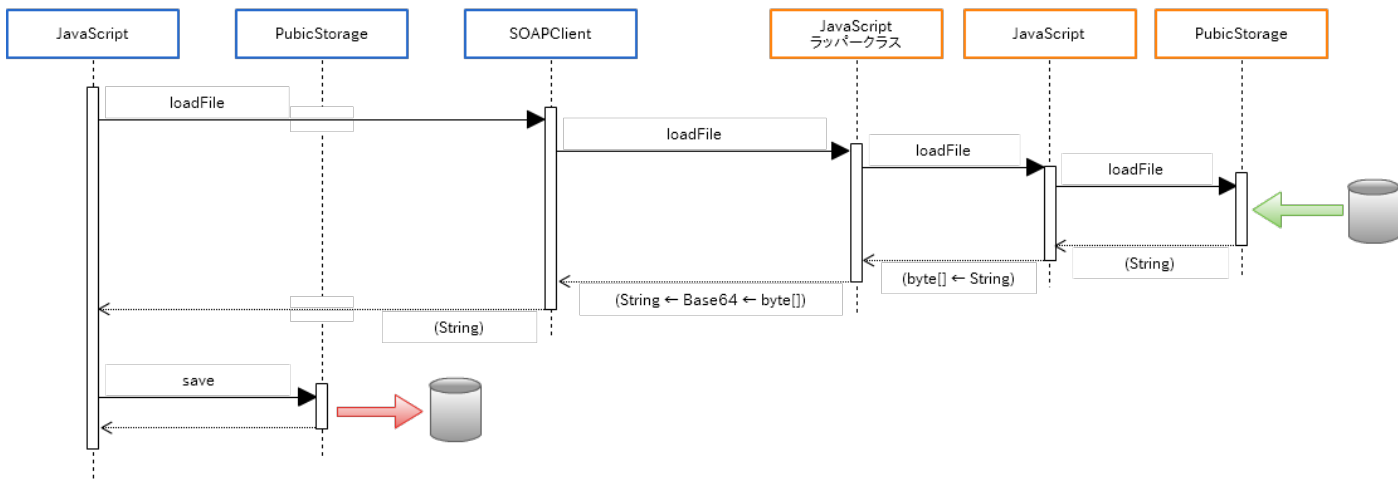 JavaScript
PubicStorage
SOAPClient
JavaScript
ラッパークラス
JavaScript
PubicStorage
loadFile
loadFile
loadFile
loadFile
(String)
(byte[] ← String)
(String ← Base64 ← byte[])
(String)
save